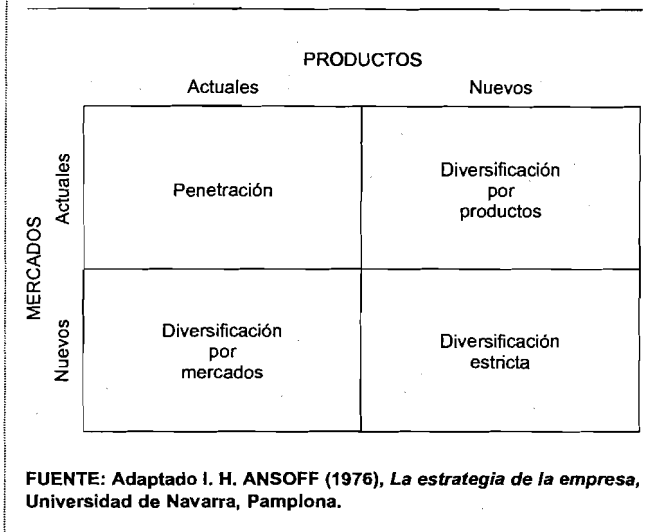 PRODUCTOS
Actuales Nuevos
MERCADOS
Actuales
Penetración
Diversificación
por
productos
Nuevos
Diversificación
por
mercados
Diversificación
estricta
FUENTE: Adaptado I. H. ANSOFF (1976), La estrategia de la empresa,
Universidad de Navarra, Pamplona.